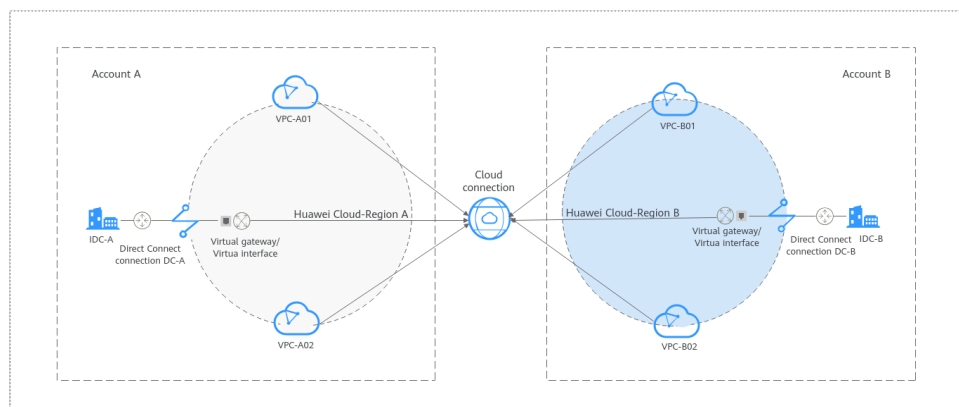 Account A
Account B
VPC-A01
VPC-B01
Cloud
connection
Huawei Cloud-Region A
Huawei Cloud-Region B
IDC-A
Direct Connect
connection DC-A
Virtual gateway/
Virtua interface
Virtual gateway/
Virtua interface
Direct Connect
connection DC-B
IDC-B
VPC-A02
VPC-B02